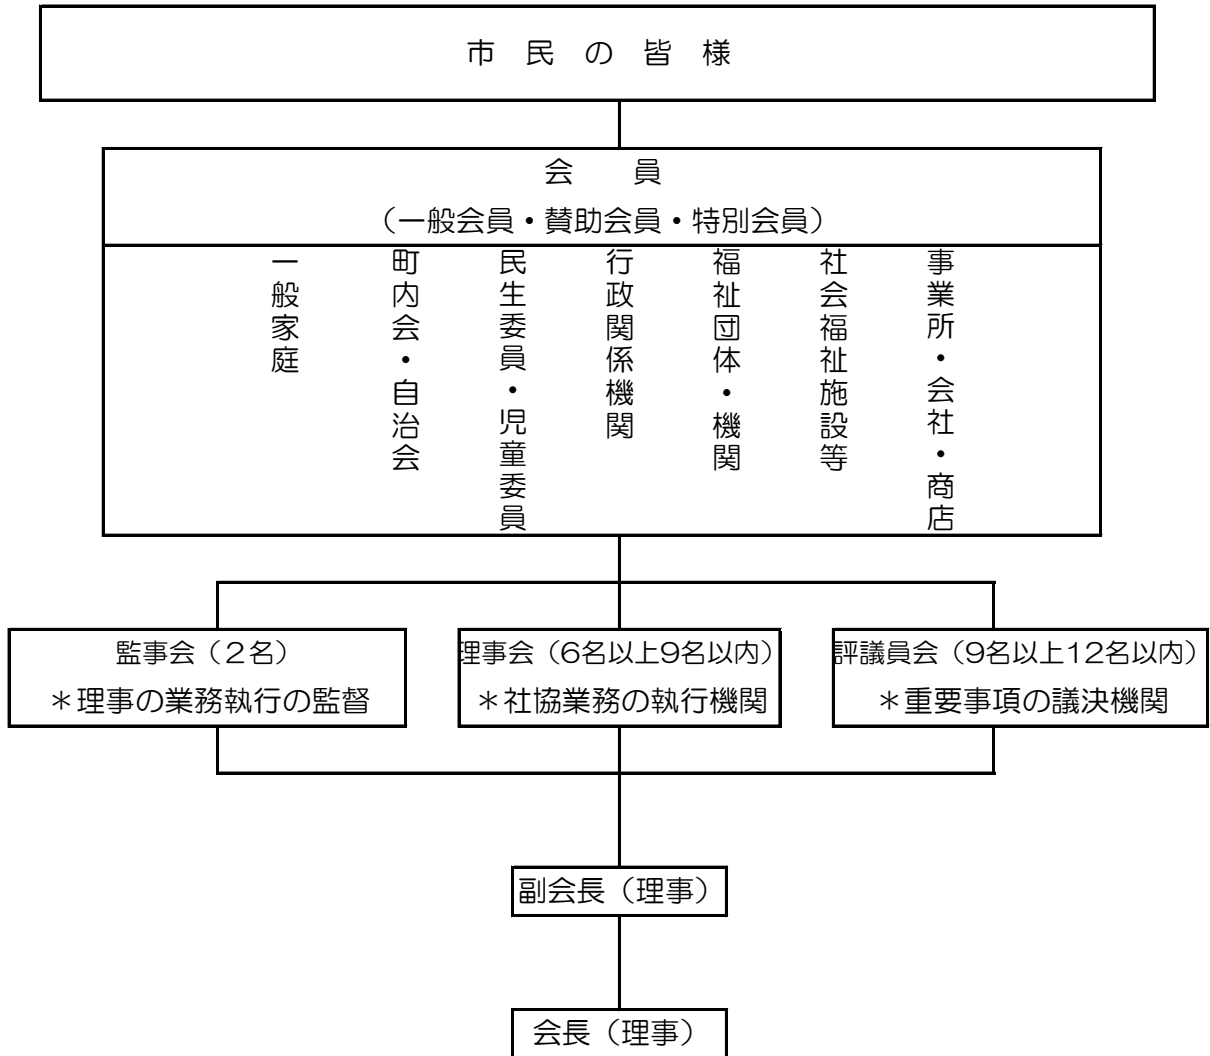 市 民 の 皆 様
会 員
（一般会員・賛助会員・特別会員）
一般家庭
町内会・自治会
民生委員・児童委員
行政関係機関
福祉団体・機関
社会福祉施設等
事業所・会社・商店
監事会（２名）
＊理事の業務執行の監督
理事会（6名以上9名以内）
＊社協業務の執行機関
評議員会（9名以上12名以内）
＊重要事項の議決機関
副会長（理事）
会長（理事）